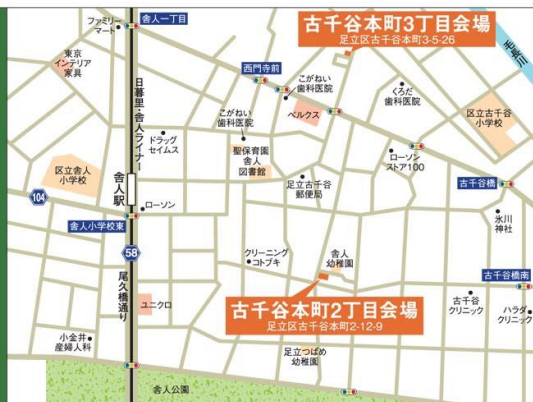 ファミリー
マート
舎人一丁目
古千谷本町3丁目会場
足立区古千谷本町3-5-26
毛長川
東京
インテリア
家具
西門寺前
こがねい
歯科医院
くろだ
歯科医院
区立古千谷
小学校
日暮里・舎人ライナー
こがねい
歯科医院
ベルクス
ドラッグ
セイムス
聖保育園
舎人
図書館
ローソン
ストア100
区立舎人
小学校
舎人駅
足立古千谷
郵便局
古千谷橋
104
ローソン
舎人小学校東
氷川
神社
58
尾久橋通り
クリーニング
コトブキ
舎人
幼稚園
古千谷橋南
ユニクロ
古千谷本町2丁目会場
足立区古千谷本町2-12-9
古千谷
クリニック
ハラダ
クリニック
小金井
産婦人科
足立つばめ
幼稚園
舎人公園